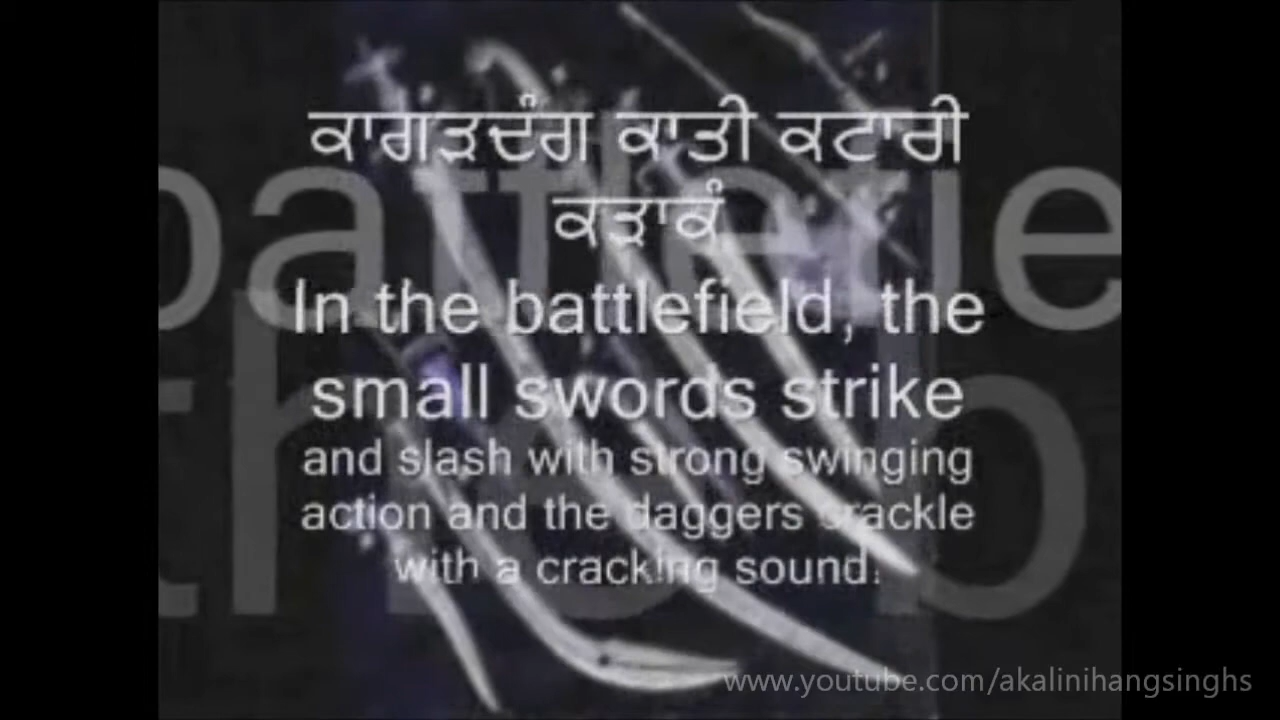 ਕਾਗੜਦੰਗ ਕਾਤੀ ਕਟਾਰੀ
ਕੜਾਕੰ
In the battlefield, the
small swords strike
and slash with strong swinging
action and the daggers crackle
with a cracking sound.
www.youtube.com/akalinihangsinghs